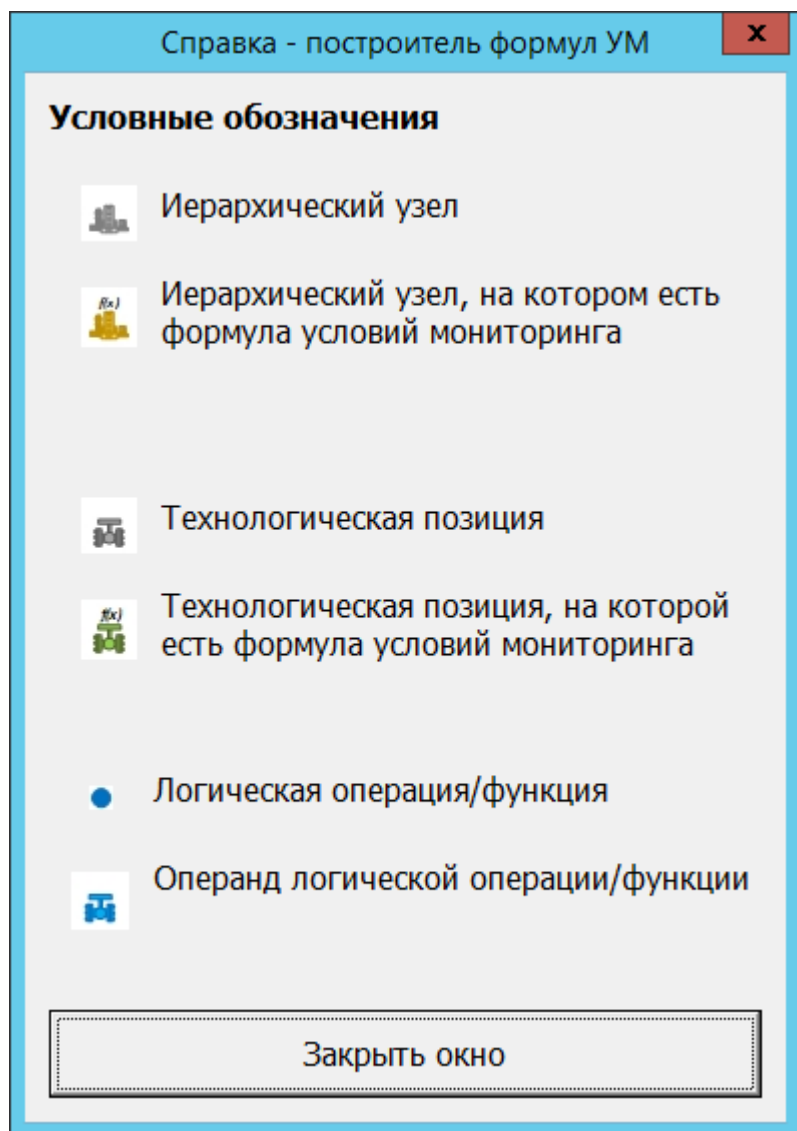 Справка - построитель формул УМ
x
Условные обозначения
Иерархический узел
f(x)
Иерархический узел, на котором есть
формула условий мониторинга
Технологическая позиция
f(x)
Технологическая позиция, на которой
есть формула условий мониторинга
Логическая операция/функция
Операнд логической операции/функции
Закрыть окно